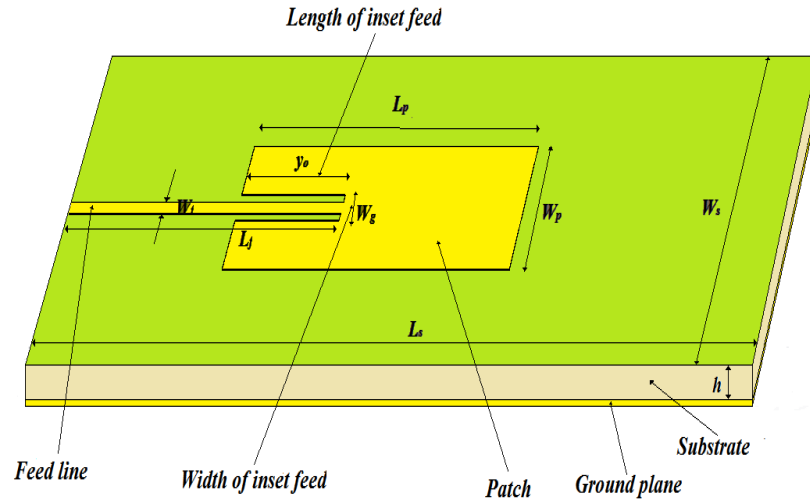 Length of inset feed
Lp
yo
Wf
Wg
Wp
Ws
Lf
Ls
h
Substrate
Feed line
Width of inset feed
Patch
Ground plane